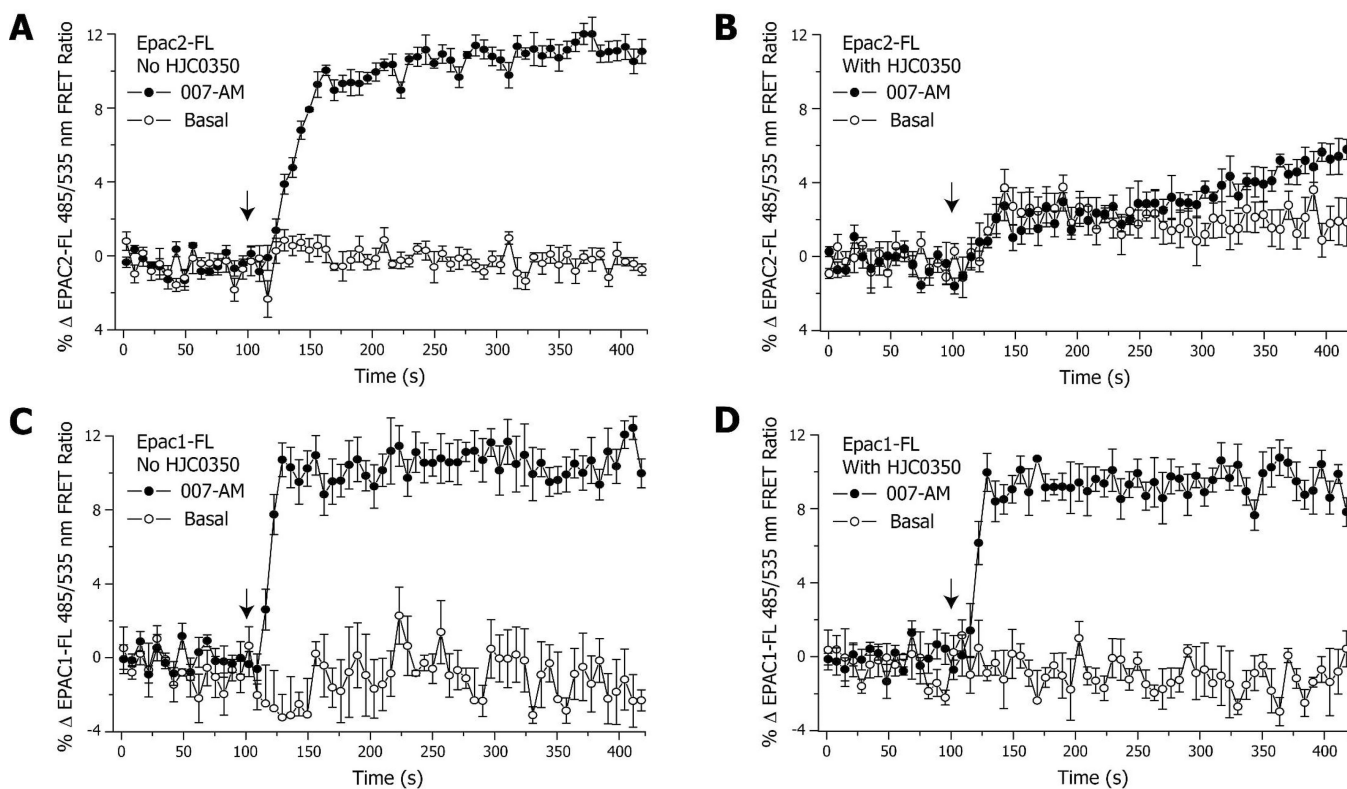 A
Epac2-FL
No HJC0350
007-AM
Basal
% Δ EPAC2-FL 485/535 nm FRET Ratio
12
8
4
0
4
0 50 100 150 200 250 300 350 400
Time (s)
B
Epac2-FL
With HJC0350
007-AM
Basal
% Δ EPAC2-FL 485/535 nm FRET Ratio
12
8
4
0
4
0 50 100 150 200 250 300 350 400
Time (s)
C
Epac1-FL
No HJC0350
007-AM
Basal
% Δ EPAC1-FL 485/535 nm FRET Ratio
12
8
4
0
-4
0 50 100 150 200 250 300 350 400
Time (s)
D
Epac1-FL
With HJC0350
007-AM
Basal
% Δ EPAC1-FL 485/535 nm FRET Ratio
12
8
4
0
-4
0 50 100 150 200 250 300 350 400
Time (s)